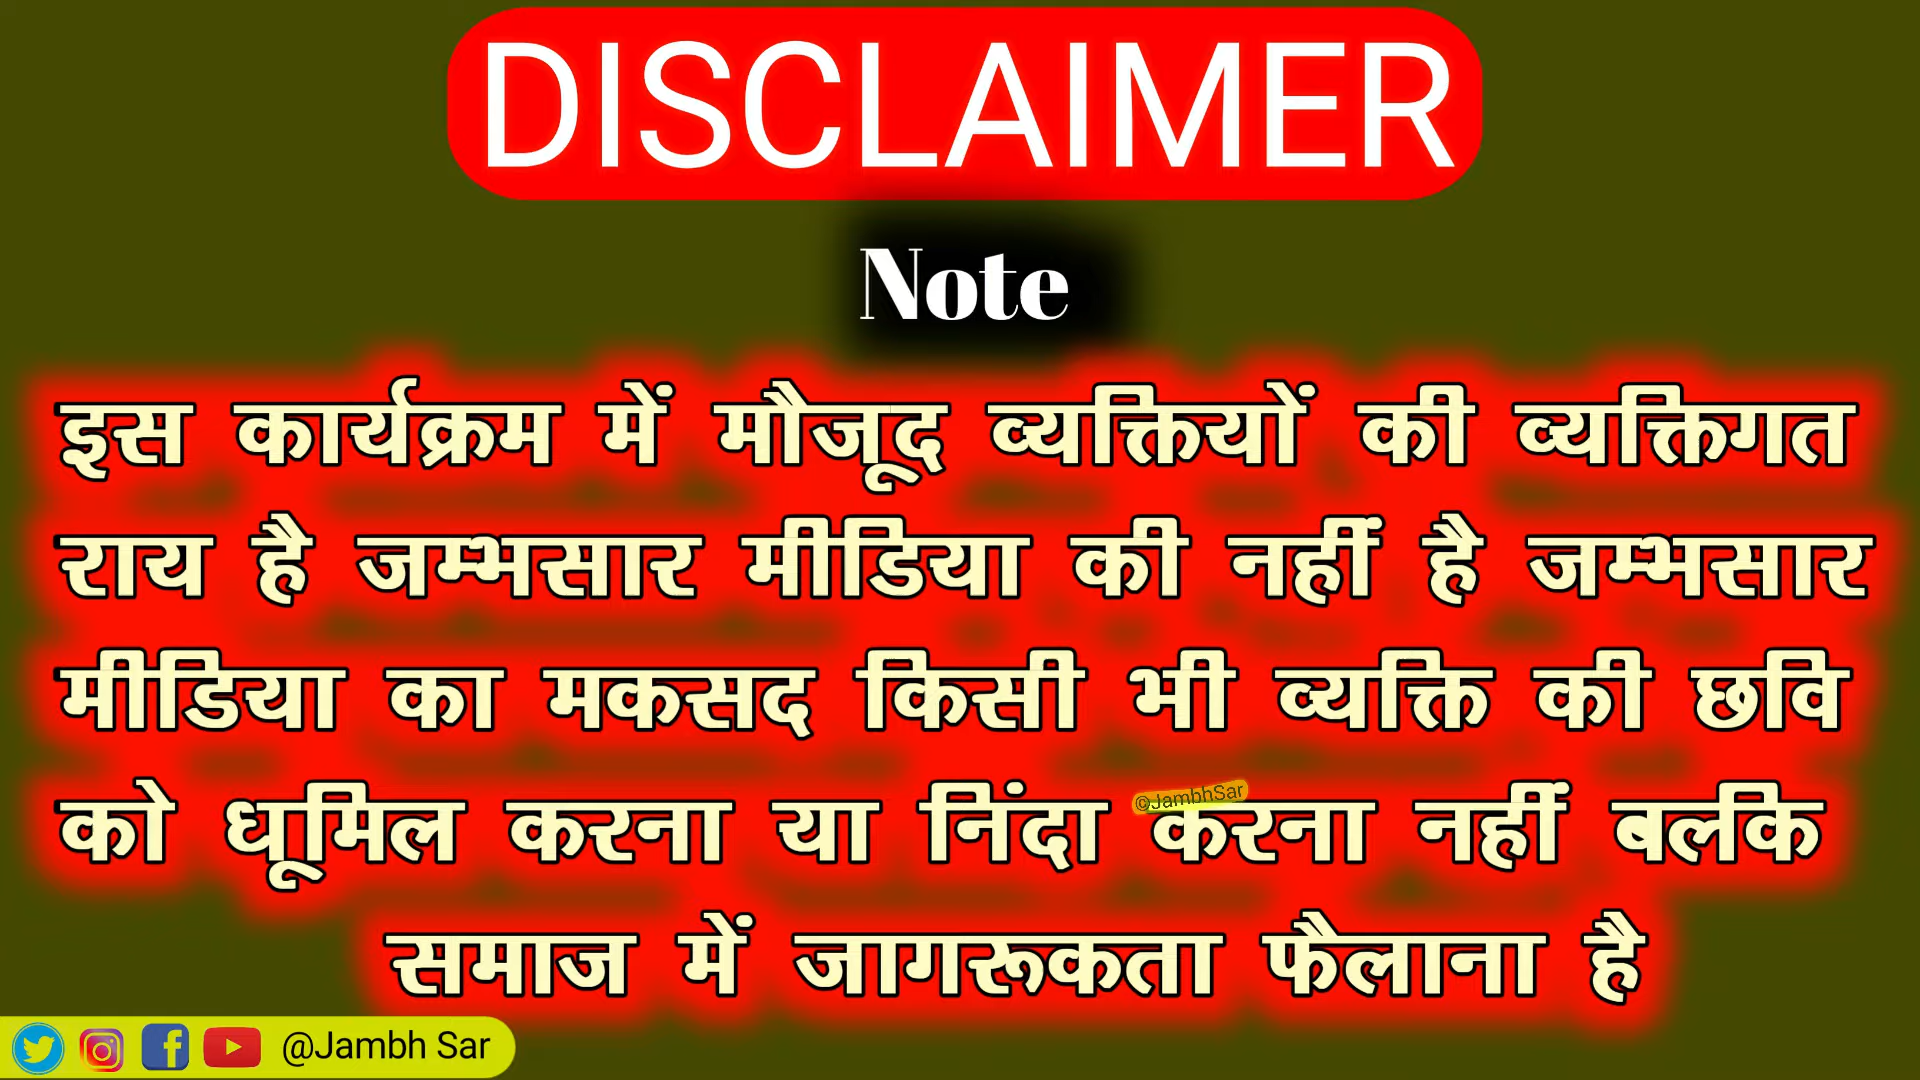 DISCLAIMER
Note
इस कार्यक्रम में मौजूद व्यक्तियों की व्यक्तिगत
राय है जम्भसार मीडिया की नहीं है जम्भसार
मीडिया का मकसद किसी भी व्यक्ति की छवि
को धूमिल करना या निंदा करना नहीं बलकि
©JambhSar
समाज में जागरूकता फैलाना है
@Jambh Sar